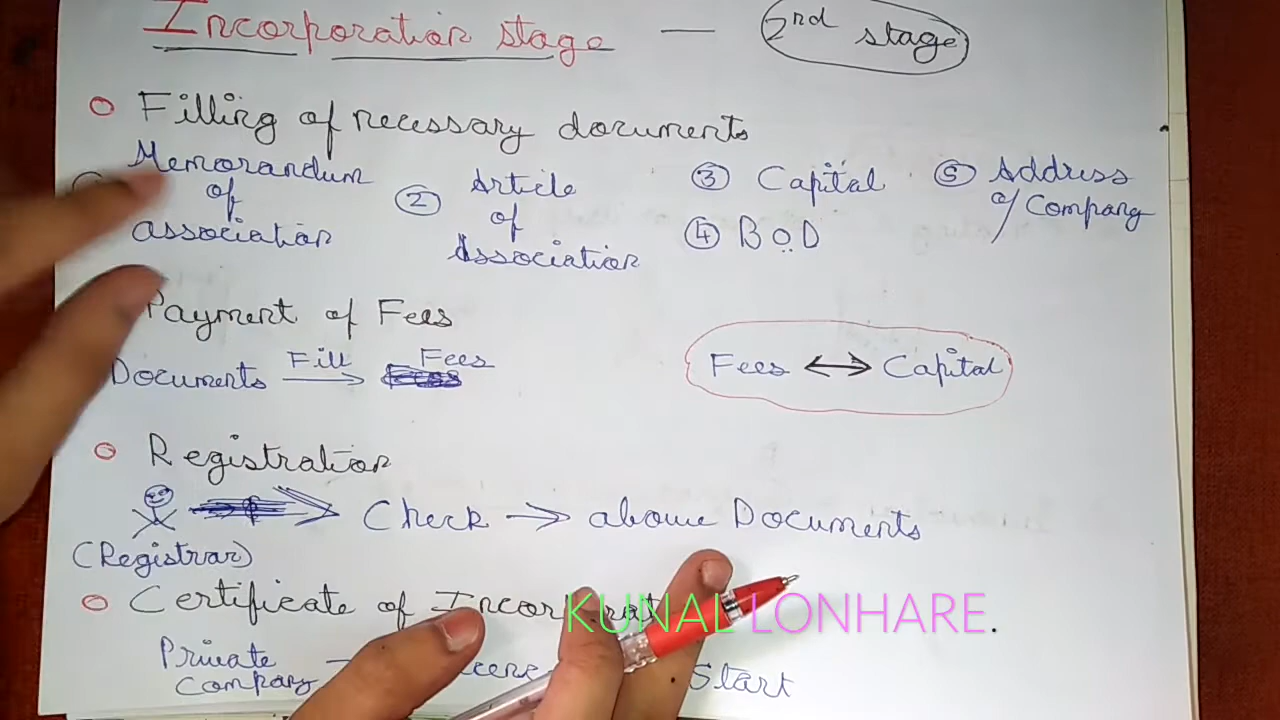 Incorporation stage — 2nd stage
Filling of necessary documents
Memorandum of association
② Article of Association
③ Capital
④ B.O.D
⑤ Address of Company
Payment of Fees
Documents Fill → Fees
Fees ↔ Capital
Registration
(Registrar) → Check → above Documents
Certificate of
Private Company → Start
KUNAL LONHARE.